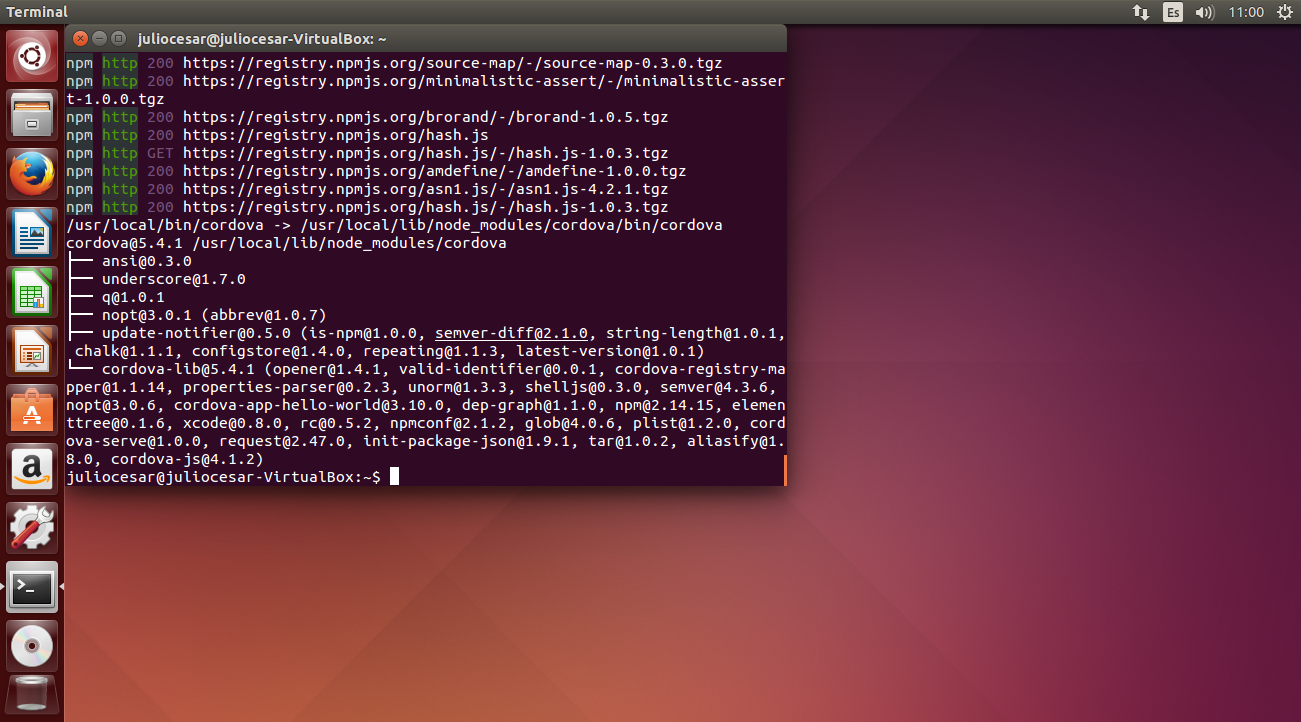 Terminal
Es
11:00
juliocesar@juliocesar-VirtualBox: ~
npm http 200 https://registry.npmjs.org/source-map/-/source-map-0.3.0.tgz
npm http 200 https://registry.npmjs.org/minimalistic-assert/-/minimalistic-asser
t-1.0.0.tgz
npm http 200 https://registry.npmjs.org/brorand/-/brorand-1.0.5.tgz
npm http 200 https://registry.npmjs.org/hash.js
npm http GET https://registry.npmjs.org/hash.js/-/hash.js-1.0.3.tgz
npm http 200 https://registry.npmjs.org/amdefine/-/amdefine-1.0.0.tgz
npm http 200 https://registry.npmjs.org/asn1.js/-/asn1.js-4.2.1.tgz
npm http 200 https://registry.npmjs.org/hash.js/-/hash.js-1.0.3.tgz
/usr/local/bin/cordova -> /usr/local/lib/node_modules/cordova/bin/cordova
cordova@5.4.1 /usr/local/lib/node_modules/cordova
├── ansi@0.3.0
├── underscore@1.7.0
├── q@1.0.1
├── nopt@3.0.1 (abbrev@1.0.7)
├── update-notifier@0.5.0 (is-npm@1.0.0, semver-diff@2.1.0, string-length@1.0.1,
 chalk@1.1.1, configstore@1.4.0, repeating@1.1.3, latest-version@1.0.1)
└── cordova-lib@5.4.1 (opener@1.4.1, valid-identifier@0.0.1, cordova-registry-ma
pper@1.1.14, properties-parser@0.2.3, unorm@1.3.3, shelljs@0.3.0, semver@4.3.6,
nopt@3.0.6, cordova-app-hello-world@3.10.0, dep-graph@1.1.0, npm@2.14.15, elemen
ttree@0.1.6, xcode@0.8.0, rc@0.5.2, npmconf@2.1.2, glob@4.0.6, plist@1.2.0, cord
ova-serve@1.0.0, request@2.47.0, init-package-json@1.9.1, tar@1.0.2, aliasify@1.
8.0, cordova-js@4.1.2)
juliocesar@juliocesar-VirtualBox:~$